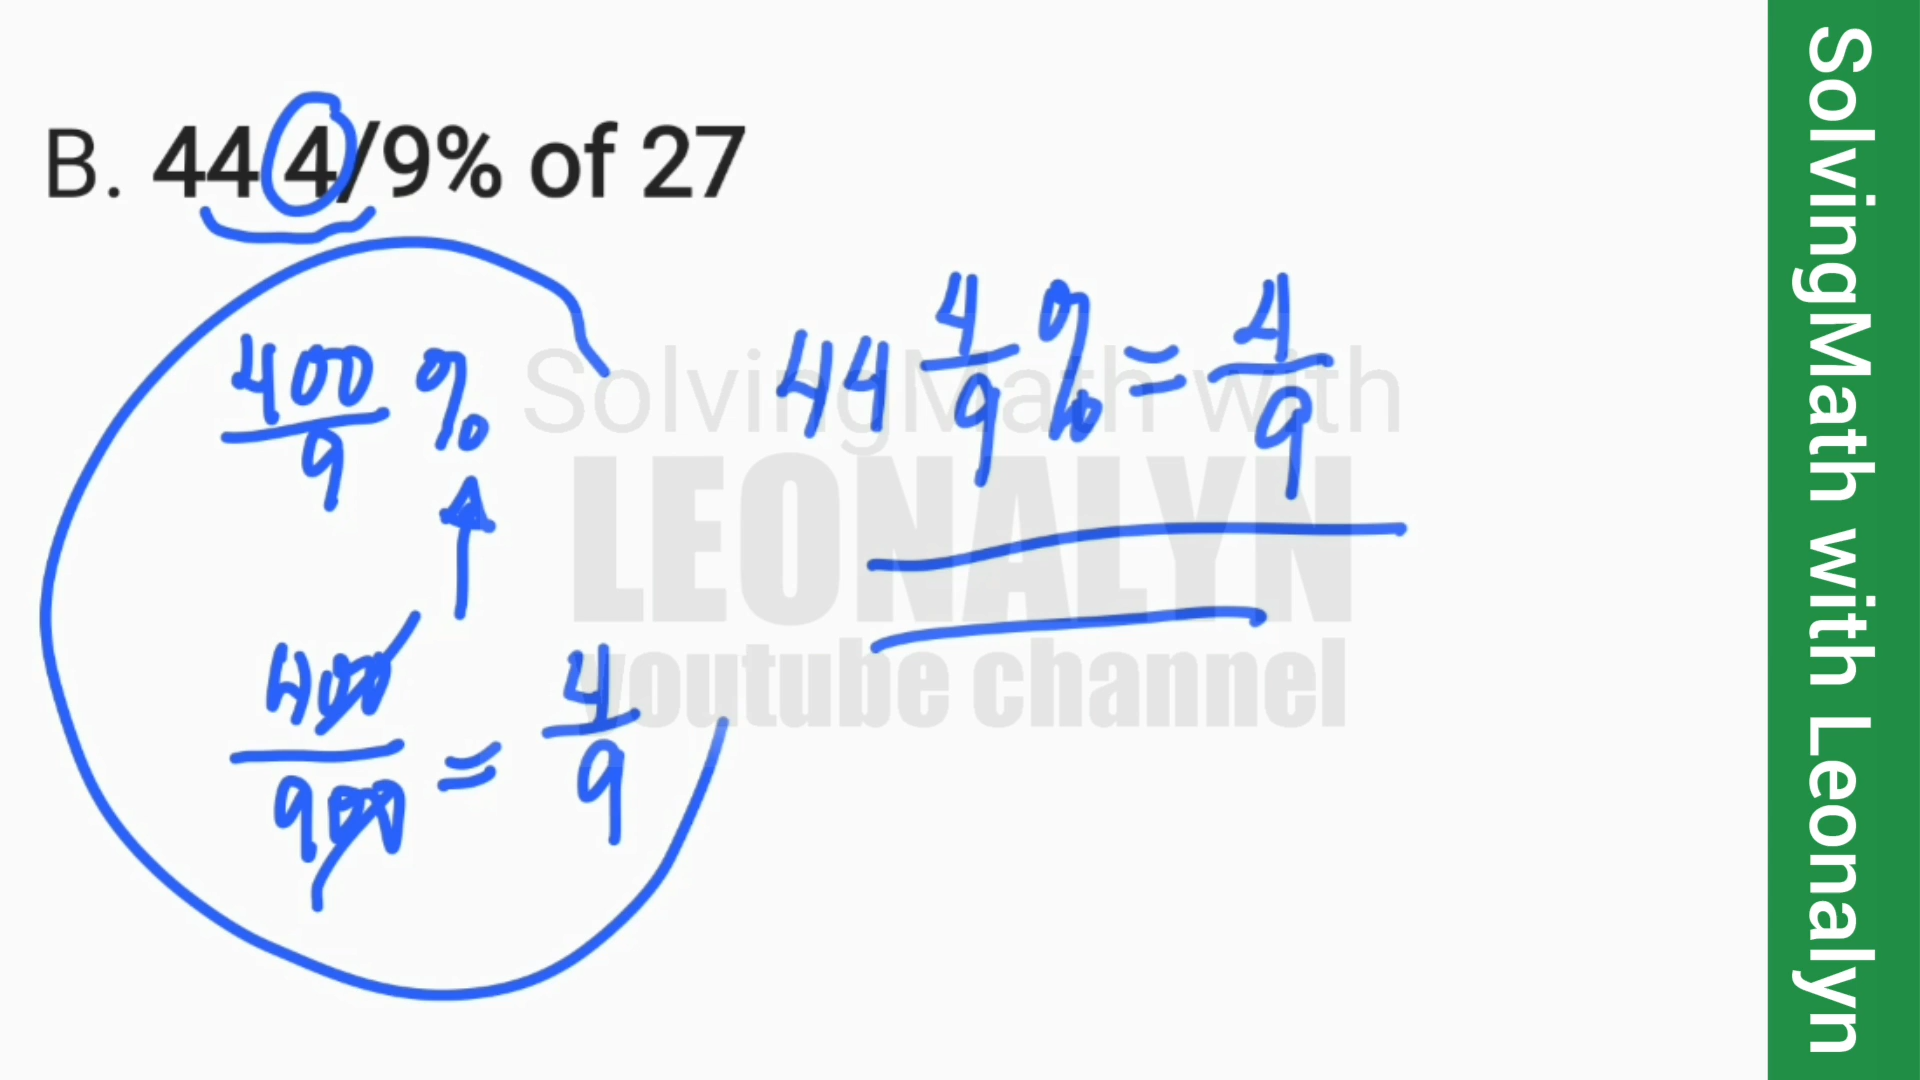 B. 44 4/9% of 27
400/9 %
44 4/9 % = 4/9
400/900 = 4/9
SolvingMath with
LEONALYN
youtube channel
SolvingMath with Leonalyn